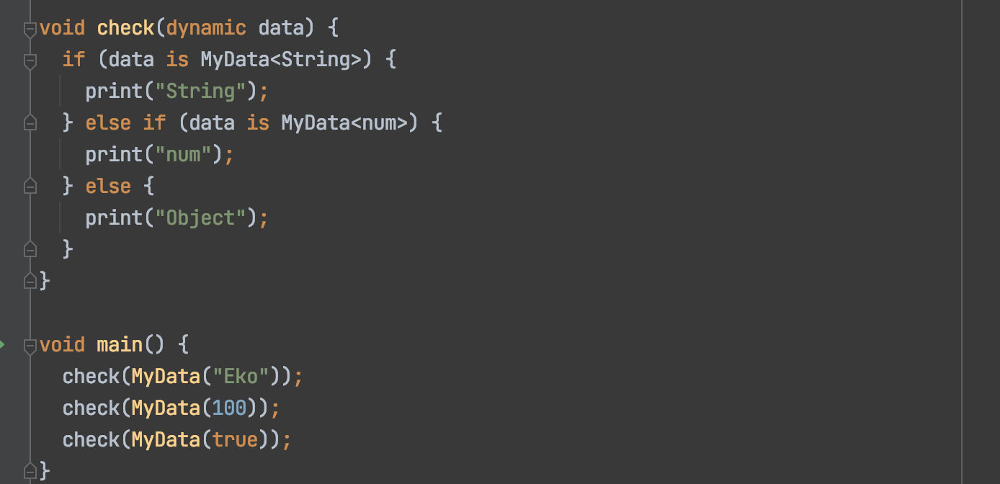 void check(dynamic data) {
  if (data is MyData<String>) {
    print("String");
  } else if (data is MyData<num>) {
    print("num");
  } else {
    print("Object");
  }
}

void main() {
  check(MyData("Eko"));
  check(MyData(100));
  check(MyData(true));
}